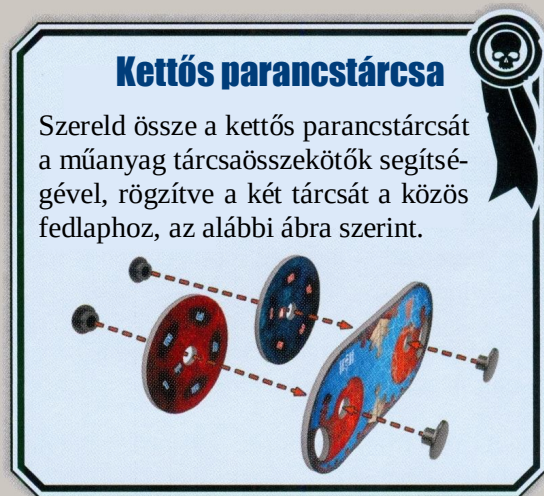 Kettős parancstárcsa
Szereld össze a kettős parancstárcsát
a műanyag tárcsaösszekötők segítsé-
gével, rögzítve a két tárcsát a közös
fedlaphoz, az alábbi ábra szerint.